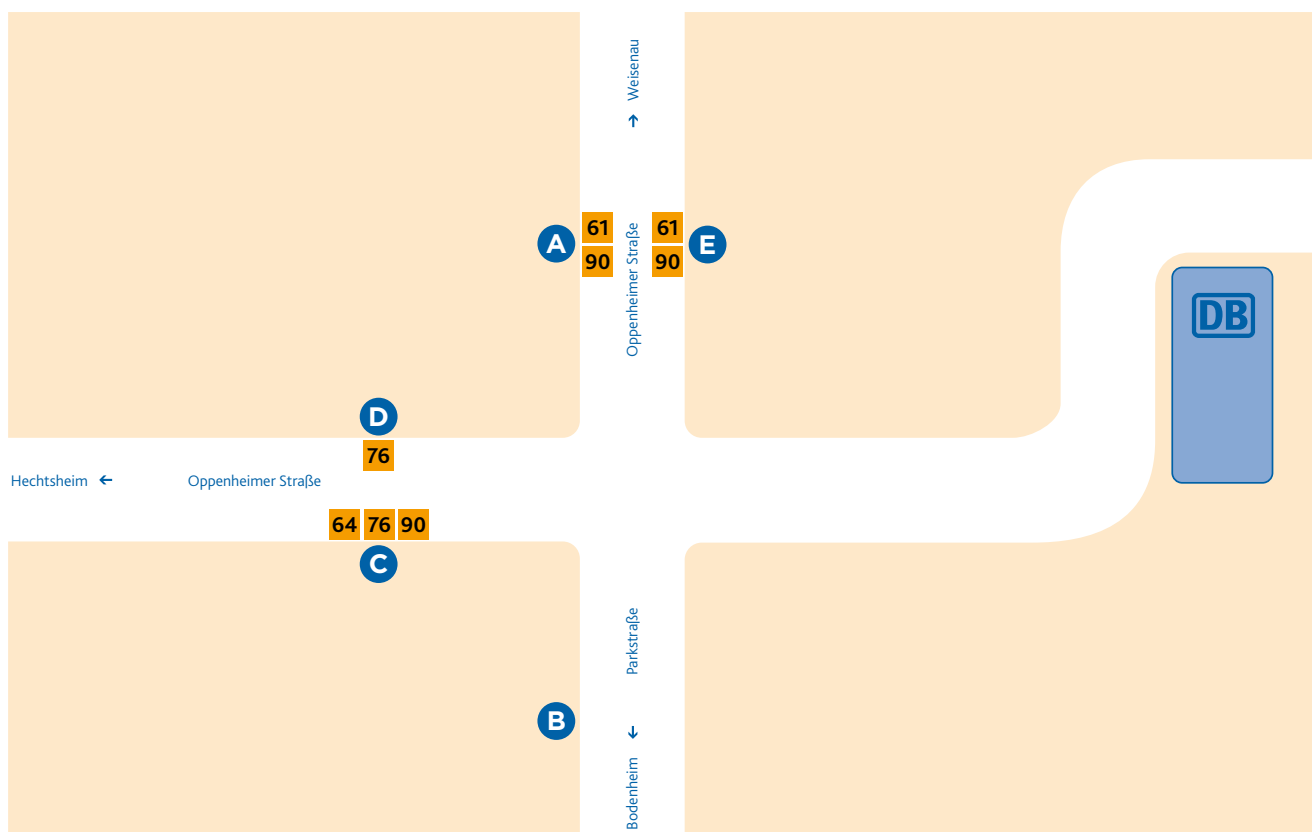 Weisenau →
A
61
90
Oppenheimer Straße
61
90
E
DB
D
76
Hechtsheim ←
Oppenheimer Straße
64 76 90
C
Parkstraße
B
Bodenheim ←